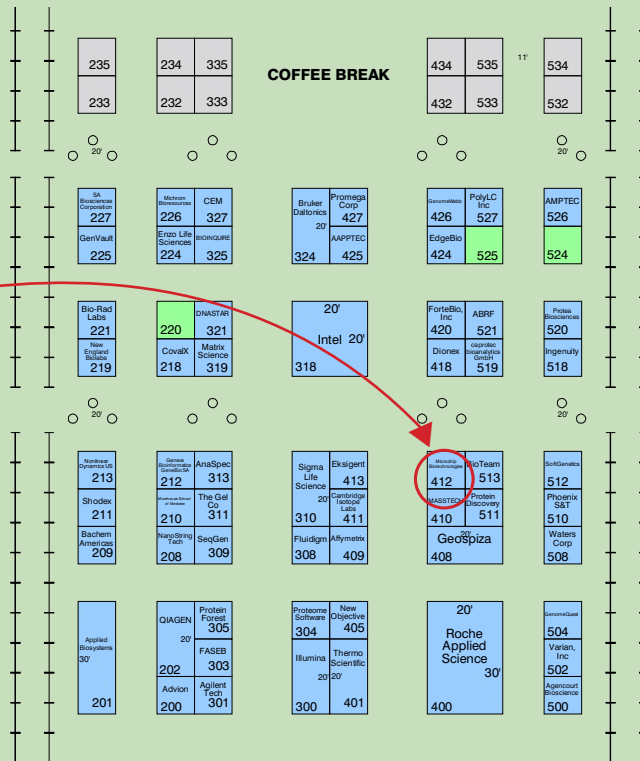 235
234
335
434
535
11'
534
COFFEE BREAK
233
232
333
432
533
532
20'
20'
SA
Biosciences
Corporation
227
Michrom
Bioresources
226
CEM
327
Bruker
Daltonics
20'
324
Promega
Corp
427
GenomeWeb
426
PolyLC
Inc
527
AMPTEC
526
GenVault
225
Enzo Life
Sciences
224
BIOINQUIRE
325
AAPPTEC
425
EdgeBio
424
525
524
Bio-Rad
Labs
221
220
DNASTAR
321
20'
Intel 20'
318
ForteBio,
Inc
420
ABRF
521
Protea
Biosciences
520
New
England
Biolabs
219
CovalX
218
Matrix
Science
319
Dionex
418
caprotec
bioanalytics
GmbH
519
Ingenuity
518
20'
20'
Nonlinear
Dynamics US
213
Geneva
Bioinformatics
GeneBioSA
212
AnaSpec
313
Sigma
Life
Science
20'
310
Eksigent
413
Microchip
Biotechnologies
412
BioTeam
513
SoftGenetics
512
Shodex
211
Morehouse School
of Medicine
210
The Gel
Co
311
Cambridge
Isotope
Labs
411
MASSTECH
410
Protein
Discovery
511
Phoenix
S&T
510
Bachem
Americas
209
NanoString
Tech
208
SeqGen
309
Fluidigm
308
Affymetrix
409
20'
Geospiza
408
Waters
Corp
508
Applied
Biosystems
30'
201
QIAGEN
20'
202
Protein
Forest
305
Proteome
Software
304
New
Objective
405
20'
Roche
Applied
Science
30'
400
GenomeQuest
504
FASEB
303
Illumina
20'
300
Thermo
Scientific
20'
401
Varian,
Inc
502
Advion
200
Agilent
Tech
301
Agencourt
Bioscience
500